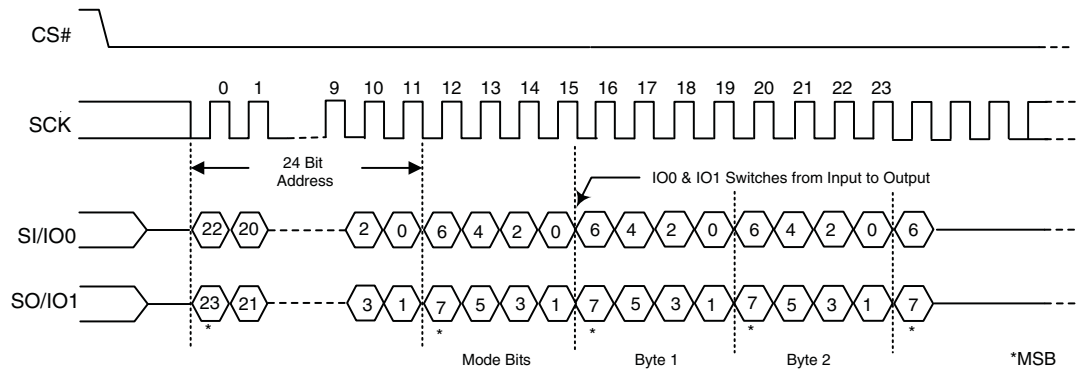 CS#
0 1 9 10 11 12 13 14 15 16 17 18 19 20 21 22 23
SCK
24 Bit
Address
IO0 & IO1 Switches from Input to Output
SI/IO0 22 20 2 0 6 4 2 0 6 4 2 0 6 4 2 0 6
SO/IO1 23 21 3 1 7 5 3 1 7 5 3 1 7 5 3 1 7
* * * * *
Mode Bits Byte 1 Byte 2 *MSB